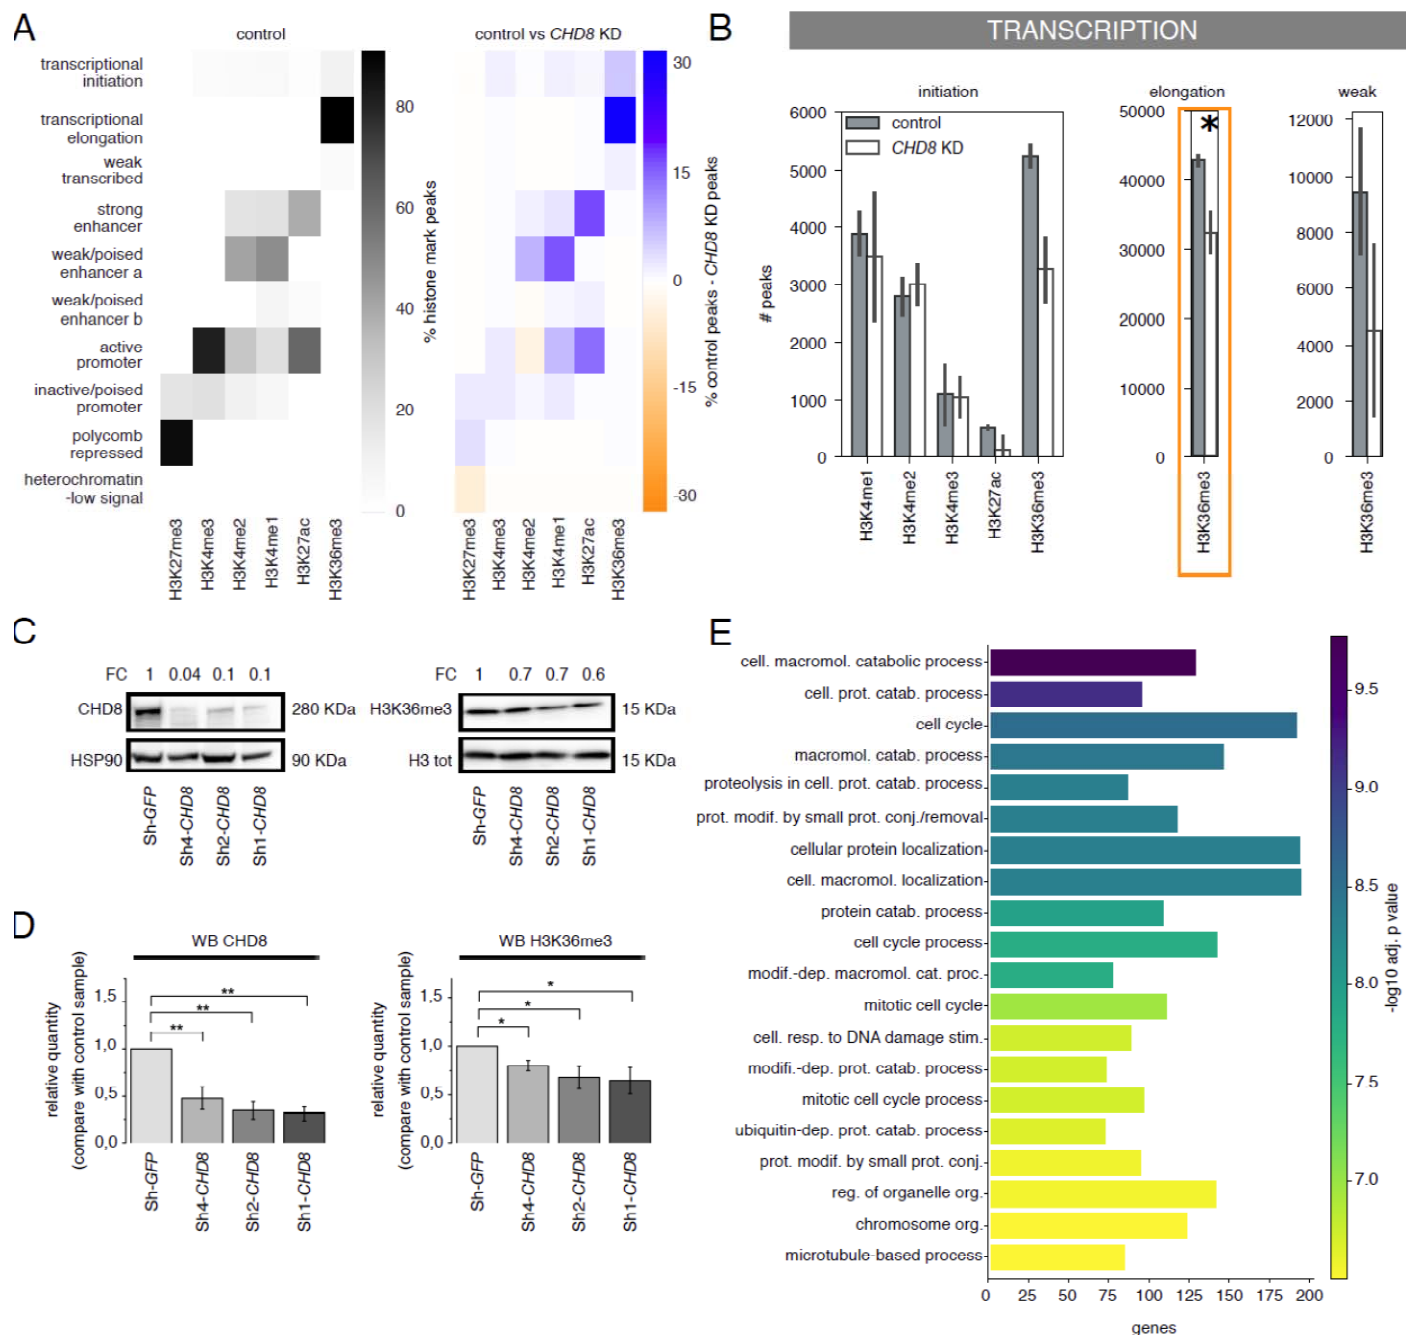 A
control
control vs CHD8 KD
transcriptional
initiation
transcriptional
elongation
weak
transcribed
strong
enhancer
weak/poised
enhancer a
weak/poised
enhancer b
active
promoter
inactive/poised
promoter
polycomb
repressed
heterochromatin
-low signal
H3K27me3
H3K4me3
H3K4me2
H3K4me1
H3K27ac
H3K36me3
80
60
40
20
0
% histone mark peaks
H3K27me3
H3K4me3
H3K4me2
H3K4me1
H3K27ac
H3K36me3
30
15
0
-15
-30
% control peaks - CHD8 KD peaks
B
TRANSCRIPTION
initiation
elongation
weak
control
CHD8 KD
# peaks
6000
5000
4000
3000
2000
1000
0
H3K4me1
H3K4me2
H3K4me3
H3K27ac
H3K36me3
50000
40000
30000
20000
10000
0
*
H3K36me3
12000
10000
8000
6000
4000
2000
0
H3K36me3
C
FC 1 0.04 0.1 0.1
CHD8 280 KDa
HSP90 90 KDa
Sh-GFP
Sh4-CHD8
Sh2-CHD8
Sh1-CHD8
FC 1 0.7 0.7 0.6
H3K36me3 15 KDa
H3 tot 15 KDa
Sh-GFP
Sh4-CHD8
Sh2-CHD8
Sh1-CHD8
D
WB CHD8
relative quantity
(compare with control sample)
1.5
1,0
0,5
0,0
**
**
**
Sh-GFP
Sh4-CHD8
Sh2-CHD8
Sh1-CHD8
WB H3K36me3
relative quantity
(compare with control sample)
1.5
1,0
0,5
0,0
*
*
*
Sh-GFP
Sh4-CHD8
Sh2-CHD8
Sh1-CHD8
E
cell. macromol. catabolic process
cell. prot. catab. process
cell cycle
macromol. catab. process
proteolysis in cell. prot. catab. process
prot. modif. by small prot. conj./removal
cellular protein localization
cell. macromol. localization
protein catab. process
cell cycle process
modif.-dep. macromol. cat. proc.
mitotic cell cycle
cell. resp. to DNA damage stim.
modifi.-dep. prot. catab. process
mitotic cell cycle process
ubiquitin-dep. prot. catab. process
prot. modif. by small prot. conj.
reg. of organelle org.
chromosome org.
microtubule-based process
0 25 50 75 100 125 150 175 200
genes
9.5
9.0
8.5
8.0
7.5
7.0
-log10 adj. p value